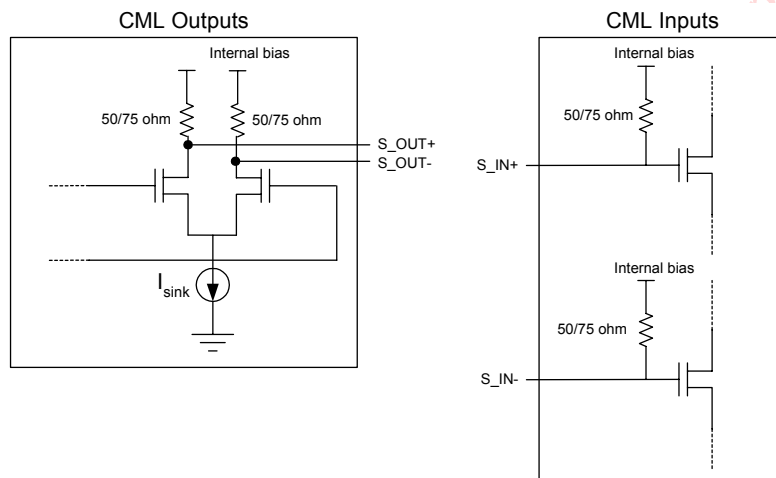 CML Outputs
Internal bias
50/75 ohm
50/75 ohm
S_OUT+
S_OUT-
Isink
CML Inputs
Internal bias
50/75 ohm
S_IN+
Internal bias
50/75 ohm
S_IN-